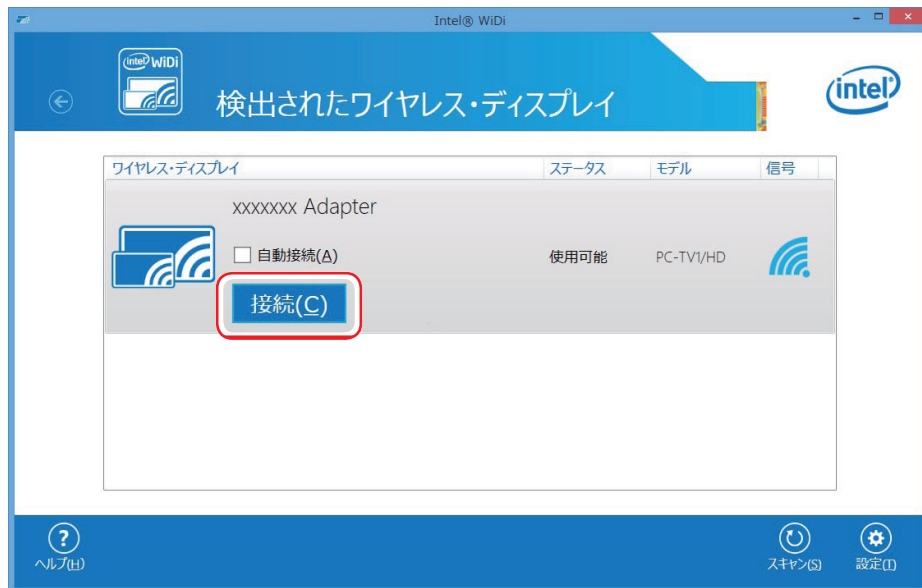 Intel® WiDi
intel WiDi
検出されたワイヤレス・ディスプレイ
intel
ワイヤレス・ディスプレイ ステータス モデル 信号
xxxxxxx Adapter
自動接続(A) 使用可能 PC-TV1/HD
接続(C)
ヘルプ(H) スキャン(S) 設定(T)